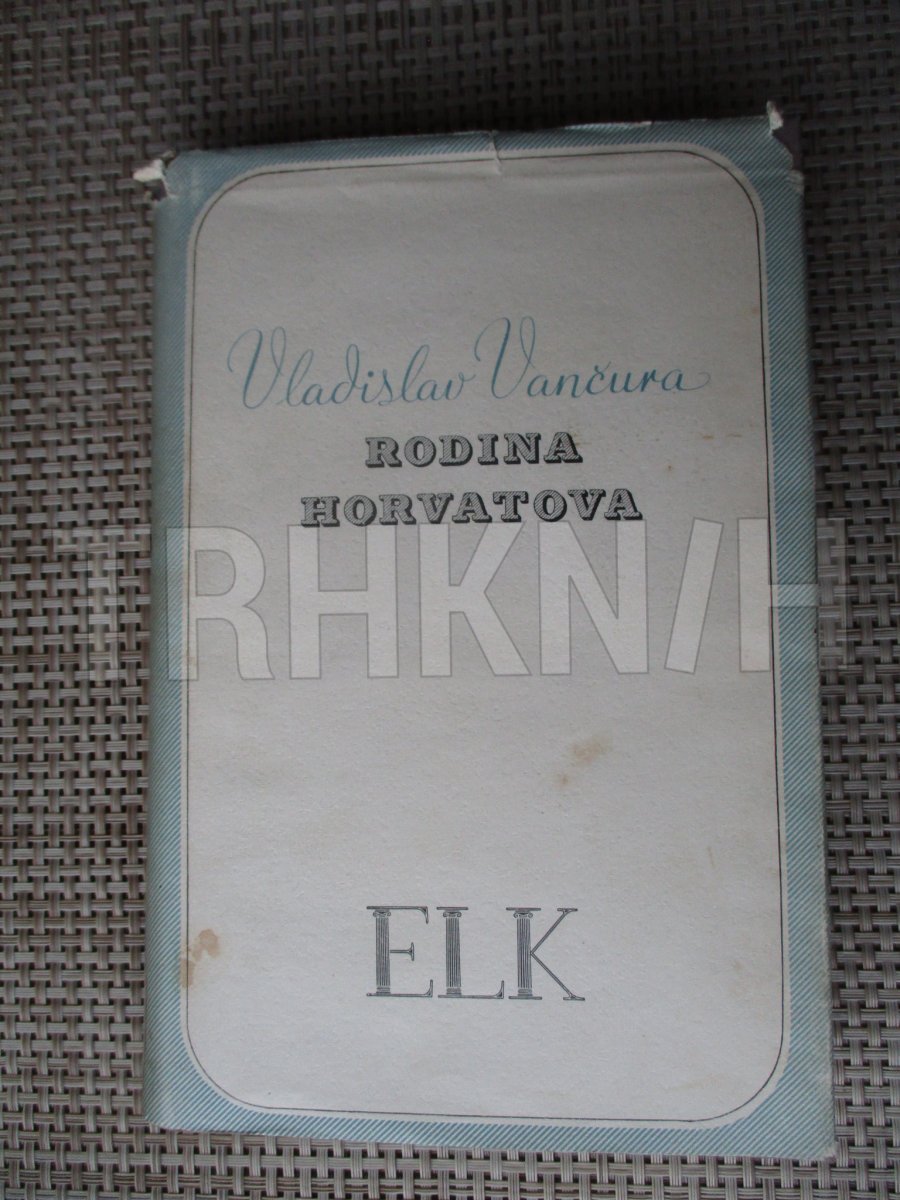 Vladislav Vančura
RODINA
HORVATOVA
TRHKNIH
ELK